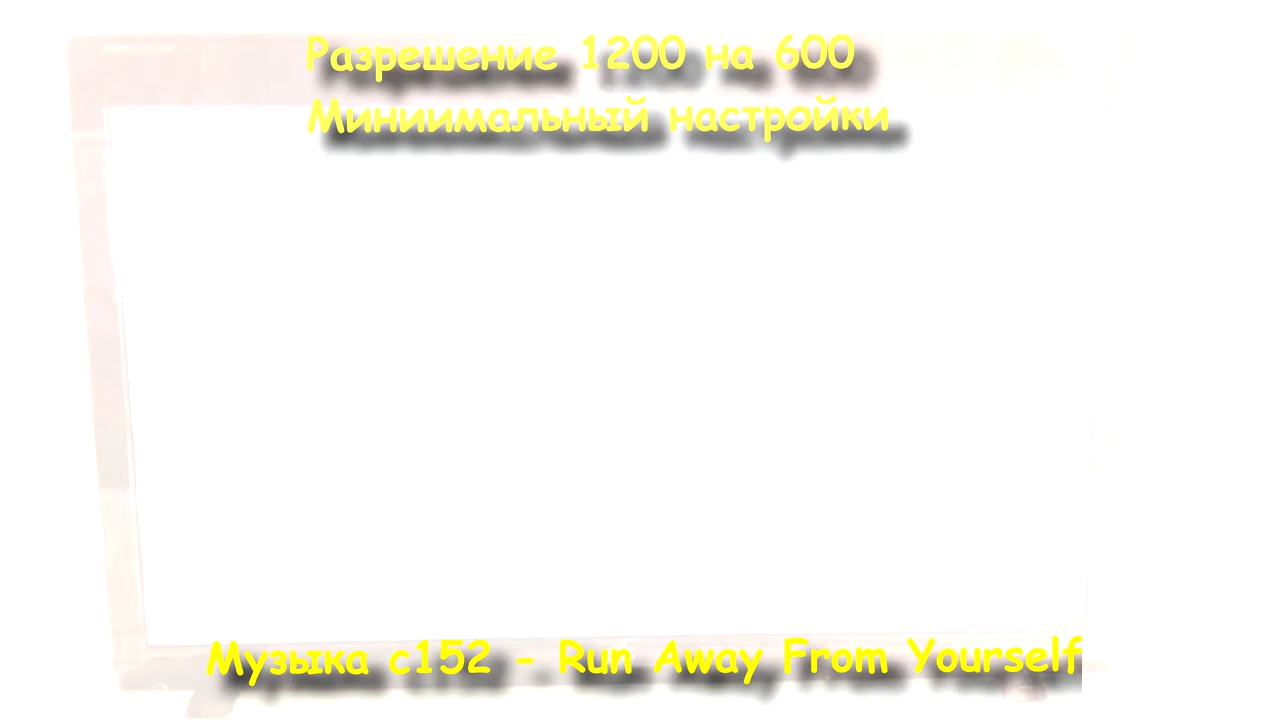 Разрешение 1200 на 600
Миниимальный настройки
Музыка c152 - Run Away From Yourself